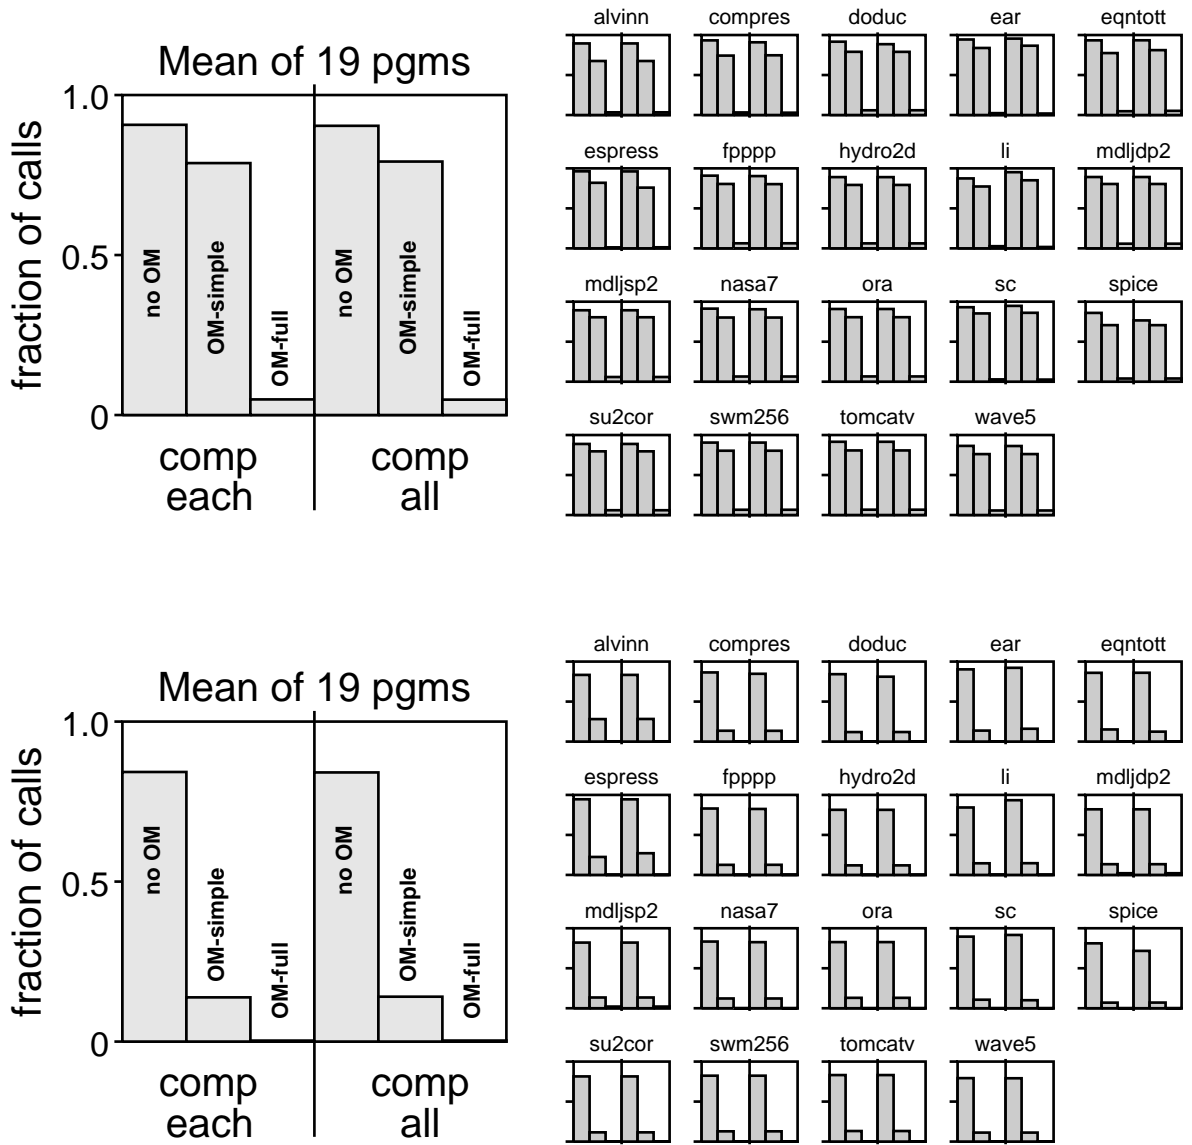 Mean of 19 pgms
fraction of calls
1.0
0.5
0
no OM
OM-simple
OM-full
no OM
OM-simple
OM-full
comp
each
comp
all
alvinn compres doduc ear eqntott
espress fpppp hydro2d li mdljdp2
mdljsp2 nasa7 ora sc spice
su2cor swm256 tomcatv wave5
Mean of 19 pgms
fraction of calls
1.0
0.5
0
no OM
OM-simple
OM-full
no OM
OM-simple
OM-full
comp
each
comp
all
alvinn compres doduc ear eqntott
espress fpppp hydro2d li mdljdp2
mdljsp2 nasa7 ora sc spice
su2cor swm256 tomcatv wave5